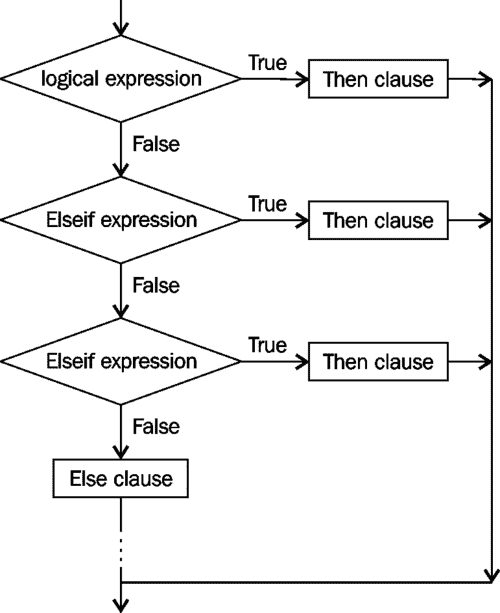 logical expression
True
Then clause
False
Elseif expression
True
Then clause
False
Elseif expression
True
Then clause
False
Else clause